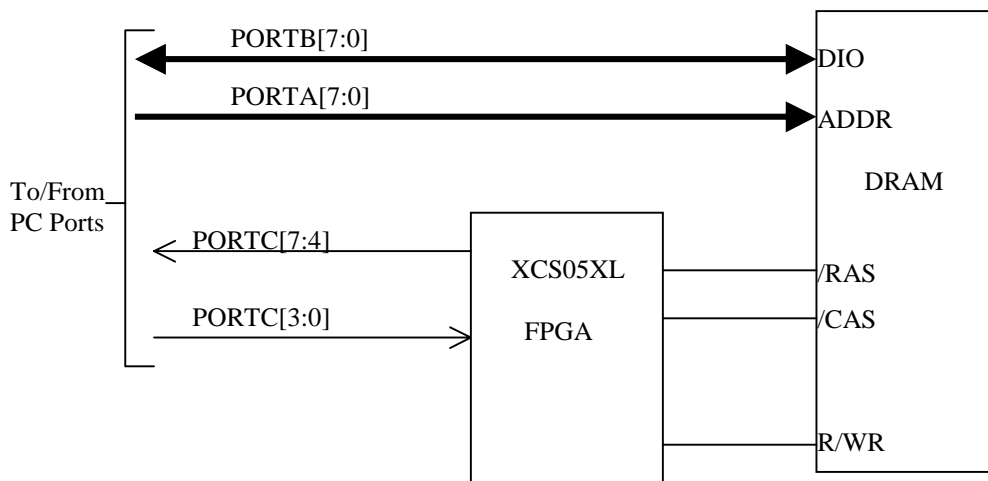 PORTB[7:0]
DIO
PORTA[7:0]
ADDR
DRAM
To/From
PC Ports
PORTC[7:4]
XCS05XL
/RAS
PORTC[3:0]
/CAS
FPGA
R/WR